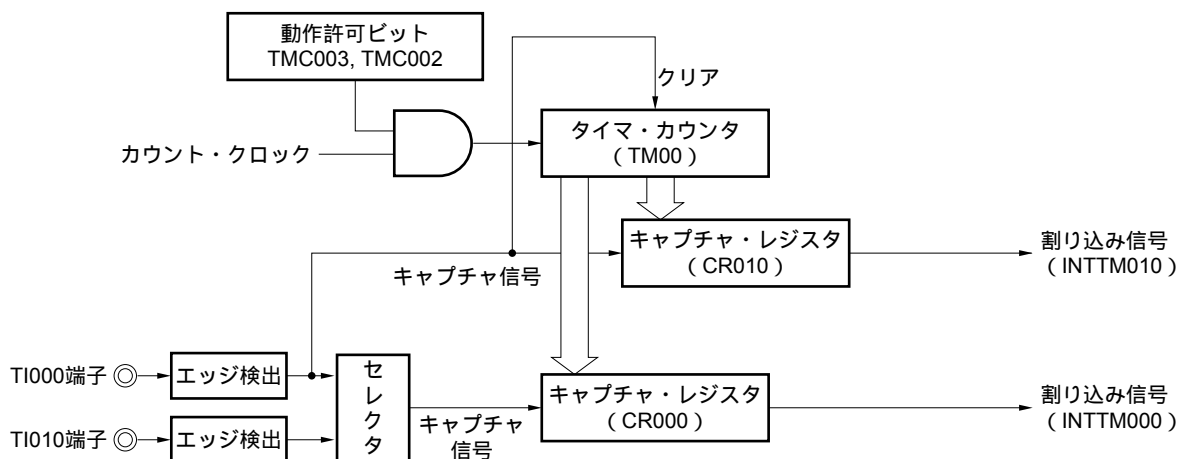 動作許可ビット
TMC003, TMC002
クリア
カウント・クロック
タイマ・カウンタ
（TM00）
キャプチャ・レジスタ
（CR010）
割り込み信号
（INTTM010）
キャプチャ信号
TI000端子
エッジ検出
セレクタ
キャプチャ・レジスタ
（CR000）
割り込み信号
（INTTM000）
キャプチャ
信号
TI010端子
エッジ検出